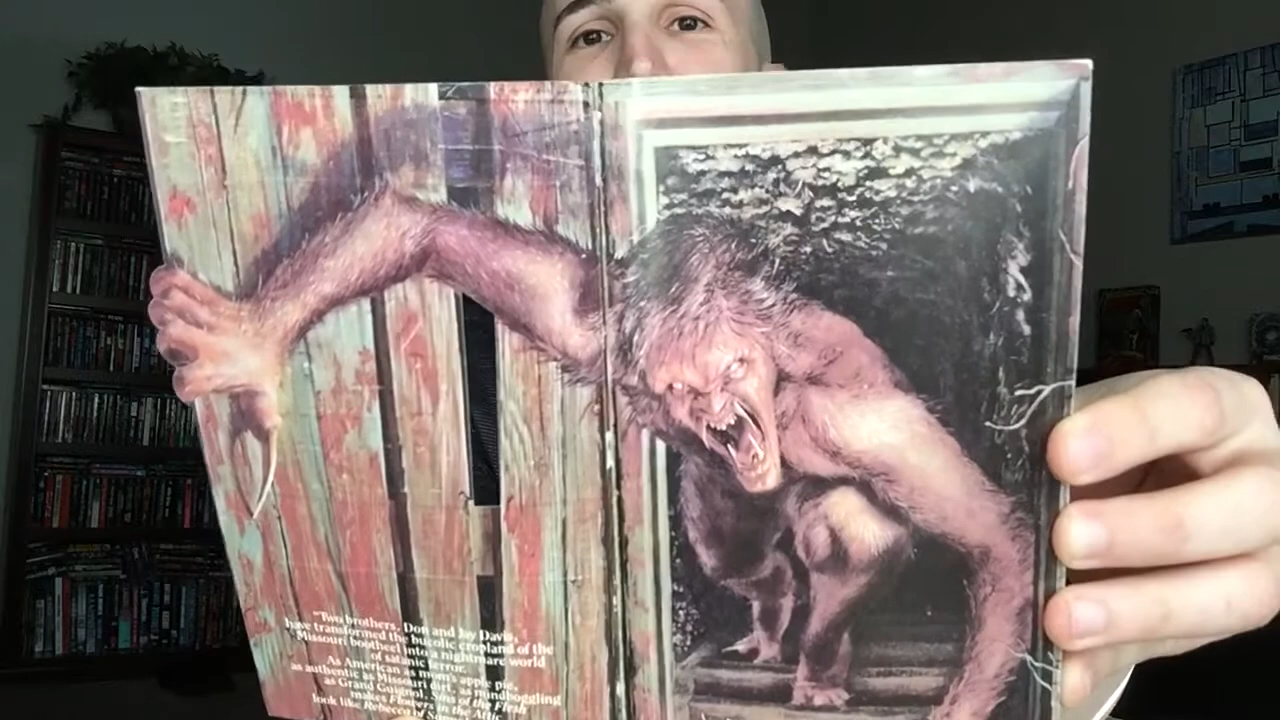 "Two brothers, Don and Jay Davis,
have transformed the bucolic cropland of the
Missouri bootheel into a nightmare world
of satanic terror.
As American as mom's apple pie,
as authentic as Missouri dirt, as mindboggling
as Grand Guignol, Sins of the Flesh
makes Flowers in the Attic
look like Rebecca of